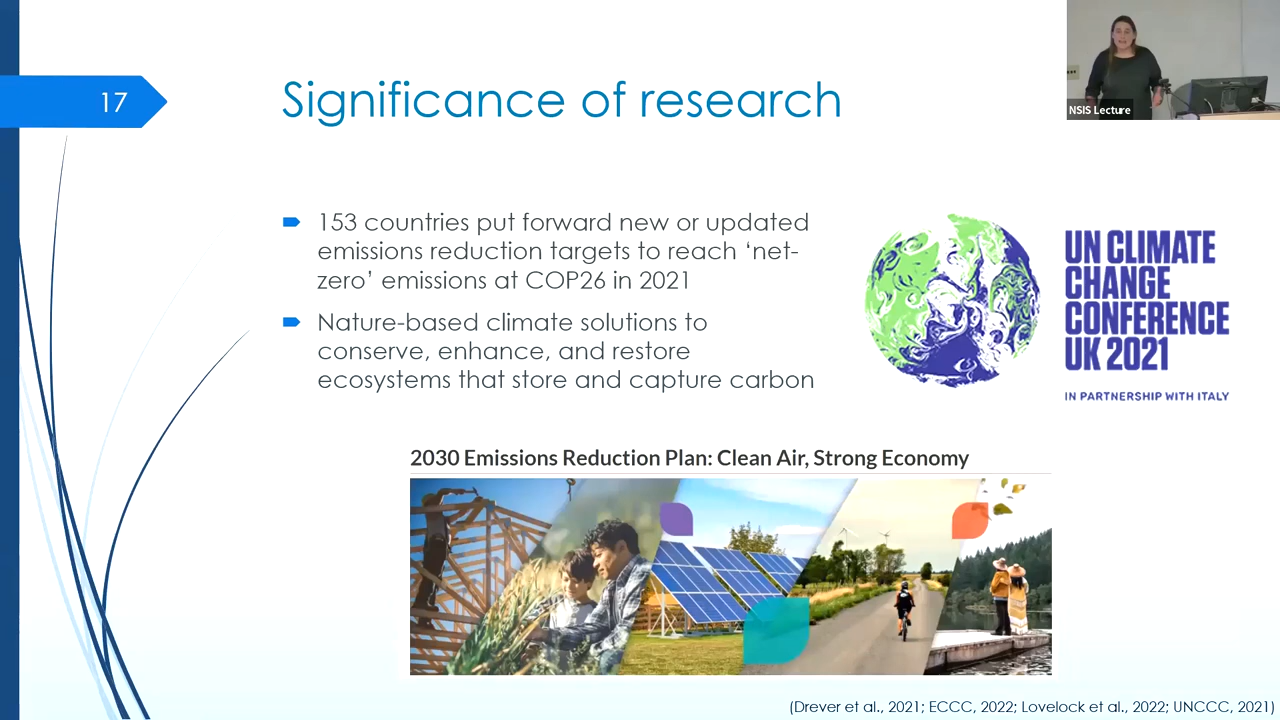 17
Significance of research
153 countries put forward new or updated
emissions reduction targets to reach ‘net-
zero’ emissions at COP26 in 2021
Nature-based climate solutions to
conserve, enhance, and restore
ecosystems that store and capture carbon
UN CLIMATE
CHANGE
CONFERENCE
UK 2021
IN PARTNERSHIP WITH ITALY
2030 Emissions Reduction Plan: Clean Air, Strong Economy
(Drever et al., 2021; ECCC, 2022; Lovelock et al., 2022; UNCCC, 2021)
NSIS Lecture